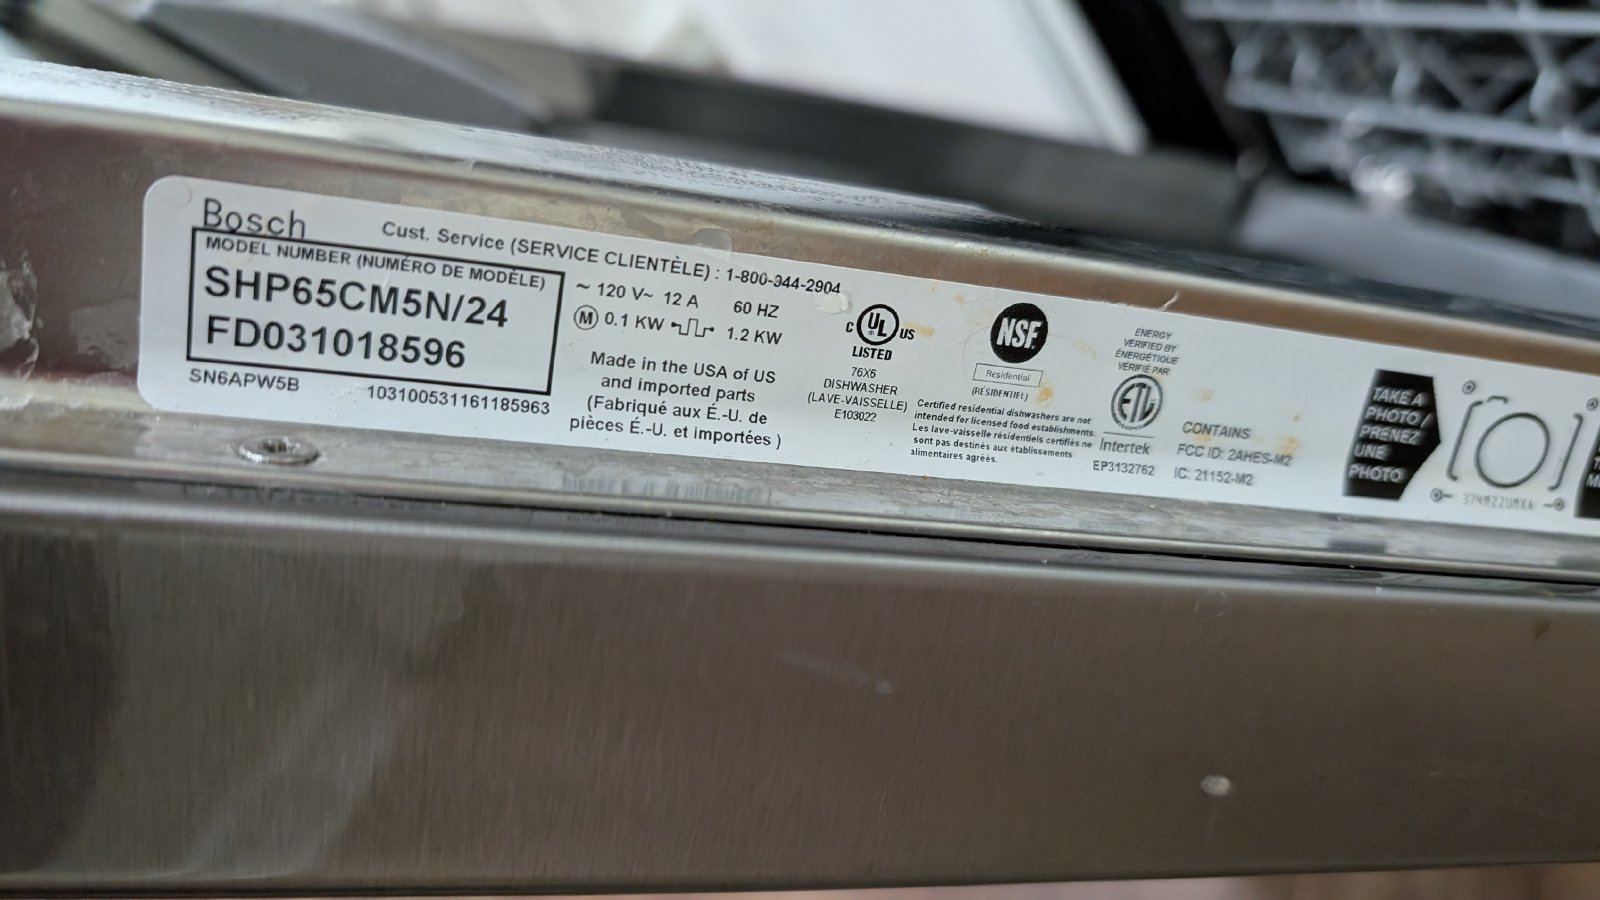 Bosch
Cust. Service (SERVICE CLIENTÈLE) : 1-800-944-2904
MODEL NUMBER (NUMÉRO DE MODÈLE)
SHP65CM5N/24
FD031018596
SN6APW5B 103100531161185963
~ 120 V~ 12 A 60 HZ
M 0.1 KW 1.2 KW
Made in the USA of US
and imported parts
(Fabriqué aux É.-U. de
pièces É.-U. et importées )
C UL US
®
LISTED
76X6
DISHWASHER
(LAVE-VAISSELLE)
E103022
NSF
Residential
(RÉSIDENTIEL)
Certified residential dishwashers are not
intended for licensed food establishments.
Les lave-vaisselle résidentiels certifiés ne
sont pas destinés aux établissements
alimentaires agréés.
ENERGY
VERIFIED BY
ÉNERGÉTIQUE
VERIFIÉ PAR
ETL
Intertek
EP3132762
CONTAINS
FCC ID: 2AHES-M2
IC: 21152-M2
TAKE A
PHOTO /
PRENEZ
UNE
PHOTO